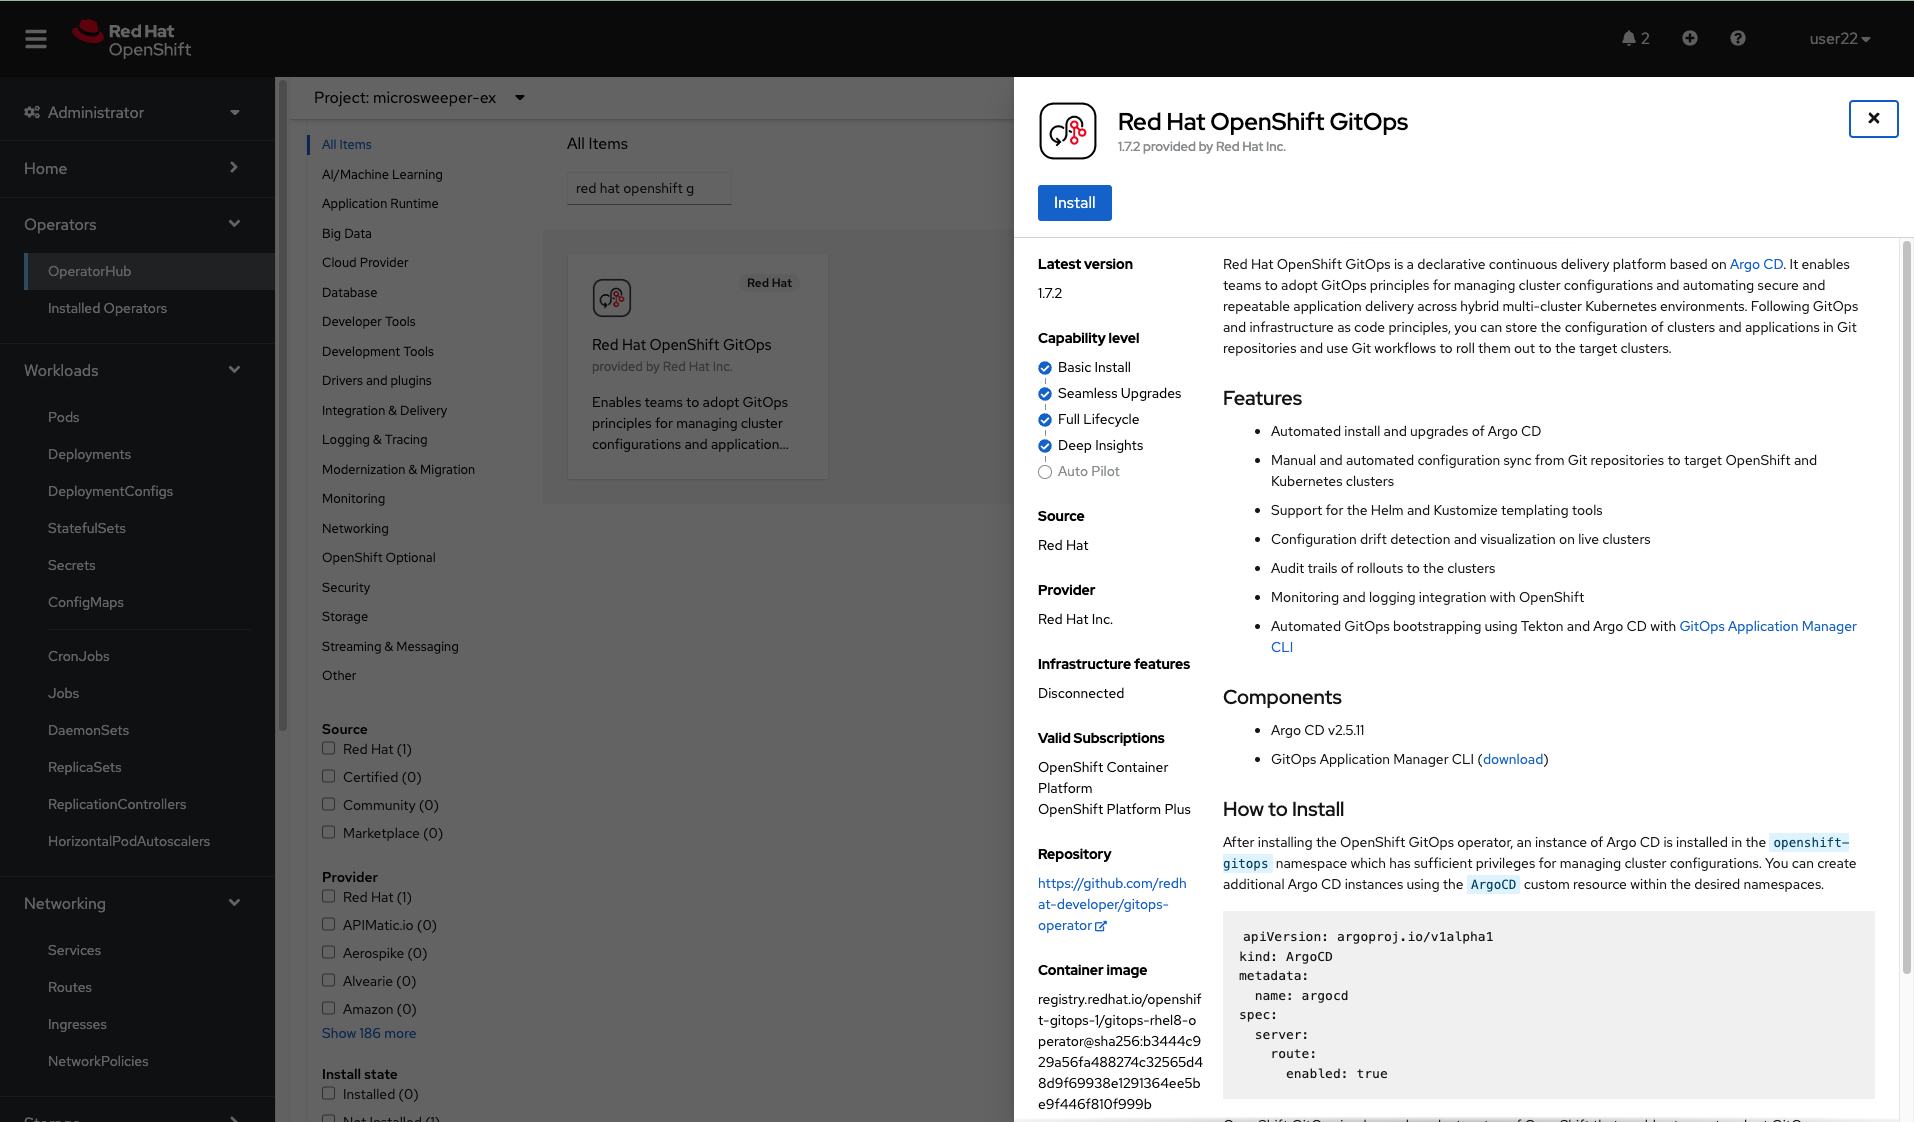 Red Hat
OpenShift
2
user22
Administrator
Home
Operators
OperatorHub
Installed Operators
Workloads
Pods
Deployments
DeploymentConfigs
StatefulSets
Secrets
ConfigMaps
CronJobs
Jobs
DaemonSets
ReplicaSets
ReplicationControllers
HorizontalPodAutoscalers
Networking
Services
Routes
Ingresses
NetworkPolicies
Project: microsweeper-ex
All Items
AI/Machine Learning
Application Runtime
Big Data
Cloud Provider
Database
Developer Tools
Development Tools
Drivers and plugins
Integration & Delivery
Logging & Tracing
Modernization & Migration
Monitoring
Networking
OpenShift Optional
Security
Storage
Streaming & Messaging
Other
Source
Red Hat (1)
Certified (0)
Community (0)
Marketplace (0)
Provider
Red Hat (1)
APIMatic.io (0)
Aerospike (0)
Alvearie (0)
Amazon (0)
Show 186 more
Install state
Installed (0)
Not Installed (1)
All Items
red hat openshift g
Red Hat
Red Hat OpenShift GitOps
provided by Red Hat Inc.
Enables teams to adopt GitOps
principles for managing cluster
configurations and application...
Red Hat OpenShift GitOps
1.7.2 provided by Red Hat Inc.
Install
Latest version
1.7.2
Capability level
Basic Install
Seamless Upgrades
Full Lifecycle
Deep Insights
Auto Pilot
Source
Red Hat
Provider
Red Hat Inc.
Infrastructure features
Disconnected
Valid Subscriptions
OpenShift Container
Platform
OpenShift Platform Plus
Repository
https://github.com/redh
at-developer/gitops-
operator
Container image
registry.redhat.io/openshif
t-gitops-1/gitops-rhel8-o
perator@sha256:b3444c9
29a56fa488274c32565d4
8d9f69938e1291364ee5b
e9f446f810f999b
Red Hat OpenShift GitOps is a declarative continuous delivery platform based on Argo CD. It enables
teams to adopt GitOps principles for managing cluster configurations and automating secure and
repeatable application delivery across hybrid multi-cluster Kubernetes environments. Following GitOps
and infrastructure as code principles, you can store the configuration of clusters and applications in Git
repositories and use Git workflows to roll them out to the target clusters.
Features
• Automated install and upgrades of Argo CD
• Manual and automated configuration sync from Git repositories to target OpenShift and
Kubernetes clusters
• Support for the Helm and Kustomize templating tools
• Configuration drift detection and visualization on live clusters
• Audit trails of rollouts to the clusters
• Monitoring and logging integration with OpenShift
• Automated GitOps bootstrapping using Tekton and Argo CD with GitOps Application Manager
CLI
Components
• Argo CD v2.5.11
• GitOps Application Manager CLI (download)
How to Install
After installing the OpenShift GitOps operator, an instance of Argo CD is installed in the openshift-
gitops namespace which has sufficient privileges for managing cluster configurations. You can create
additional Argo CD instances using the ArgoCD custom resource within the desired namespaces.
apiVersion: argoproj.io/v1alpha1
kind: ArgoCD
metadata:
  name: argocd
spec:
  server:
    route:
      enabled: true